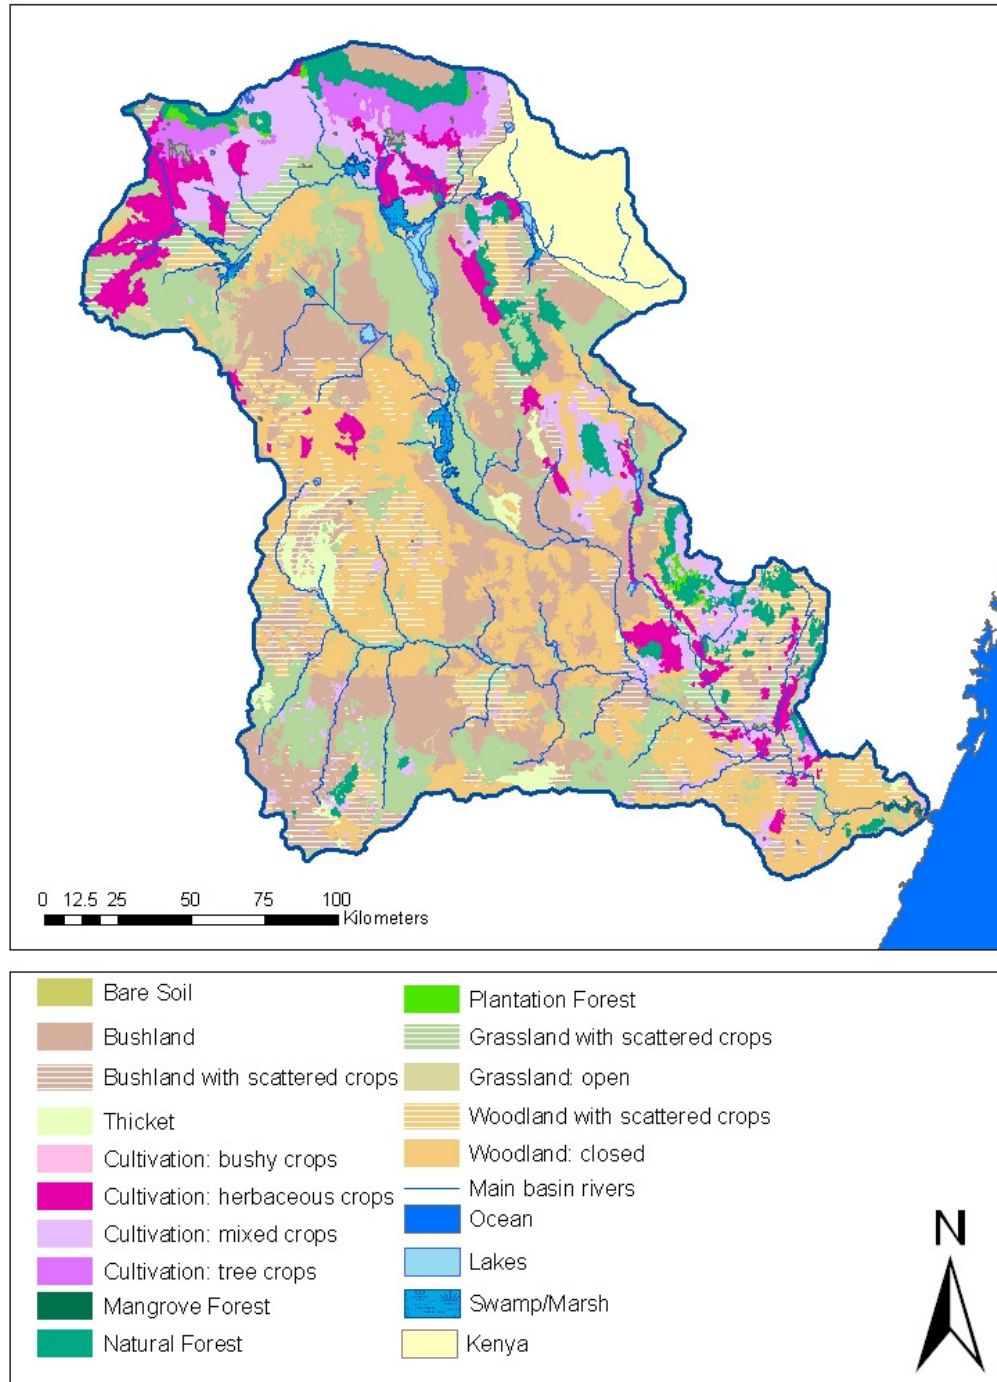 0 12.5 25 50 75 100
Kilometers
Bare Soil
Bushland
Bushland with scattered crops
Thicket
Cultivation: bushy crops
Cultivation: herbaceous crops
Cultivation: mixed crops
Cultivation: tree crops
Mangrove Forest
Natural Forest
Plantation Forest
Grassland with scattered crops
Grassland: open
Woodland with scattered crops
Woodland: closed
Main basin rivers
Ocean
Lakes
Swamp/Marsh
Kenya
N